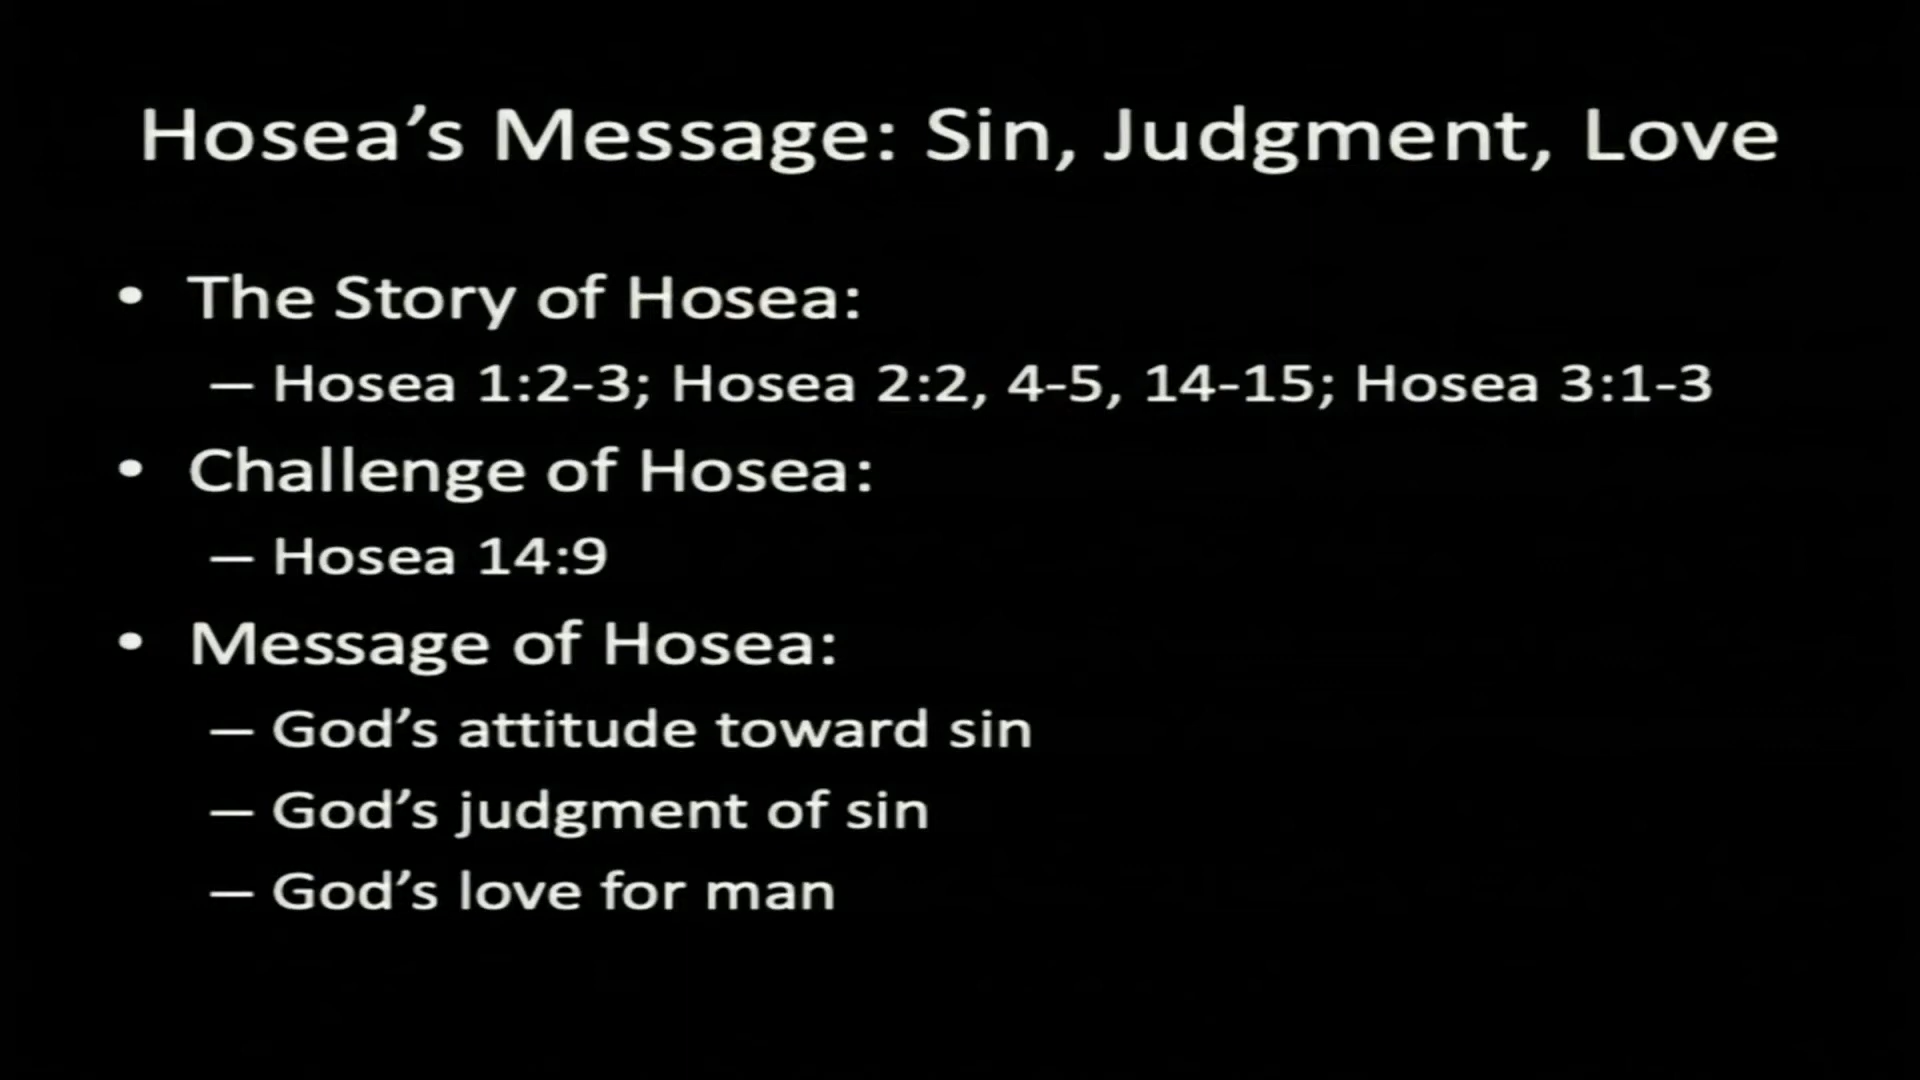 Hosea’s Message: Sin, Judgment, Love
• The Story of Hosea:
– Hosea 1:2-3; Hosea 2:2, 4-5, 14-15; Hosea 3:1-3
• Challenge of Hosea:
– Hosea 14:9
• Message of Hosea:
– God’s attitude toward sin
– God’s judgment of sin
– God’s love for man